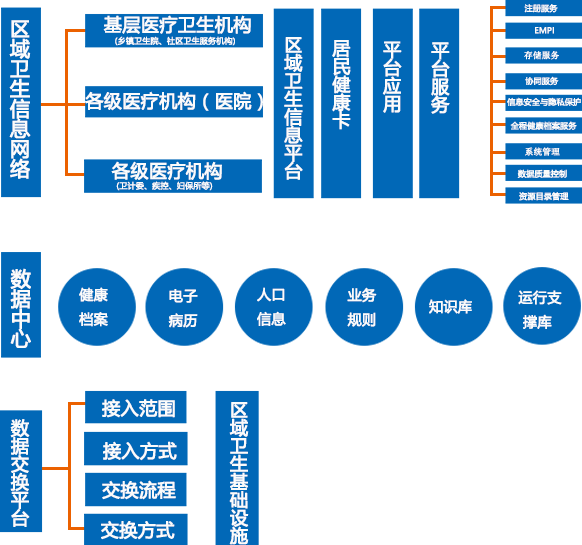 区域卫生信息网络
基层医疗卫生机构
(乡镇卫生院、社区卫生服务机构)
各级医疗机构（医院）
各级医疗机构
(卫计委、疾控、妇保所等)
区域卫生信息平台
居民健康卡
平台应用
平台服务
注册服务
EMPI
存储服务
协同服务
信息安全与隐私保护
全程健康档案服务
系统管理
数据质量控制
资源目录管理
数据中心
健康
档案
电子
病历
人口
信息
业务
规则
知识库
运行支
撑库
数据交换平台
接入范围
接入方式
交换流程
交换方式
区域卫生基础设施